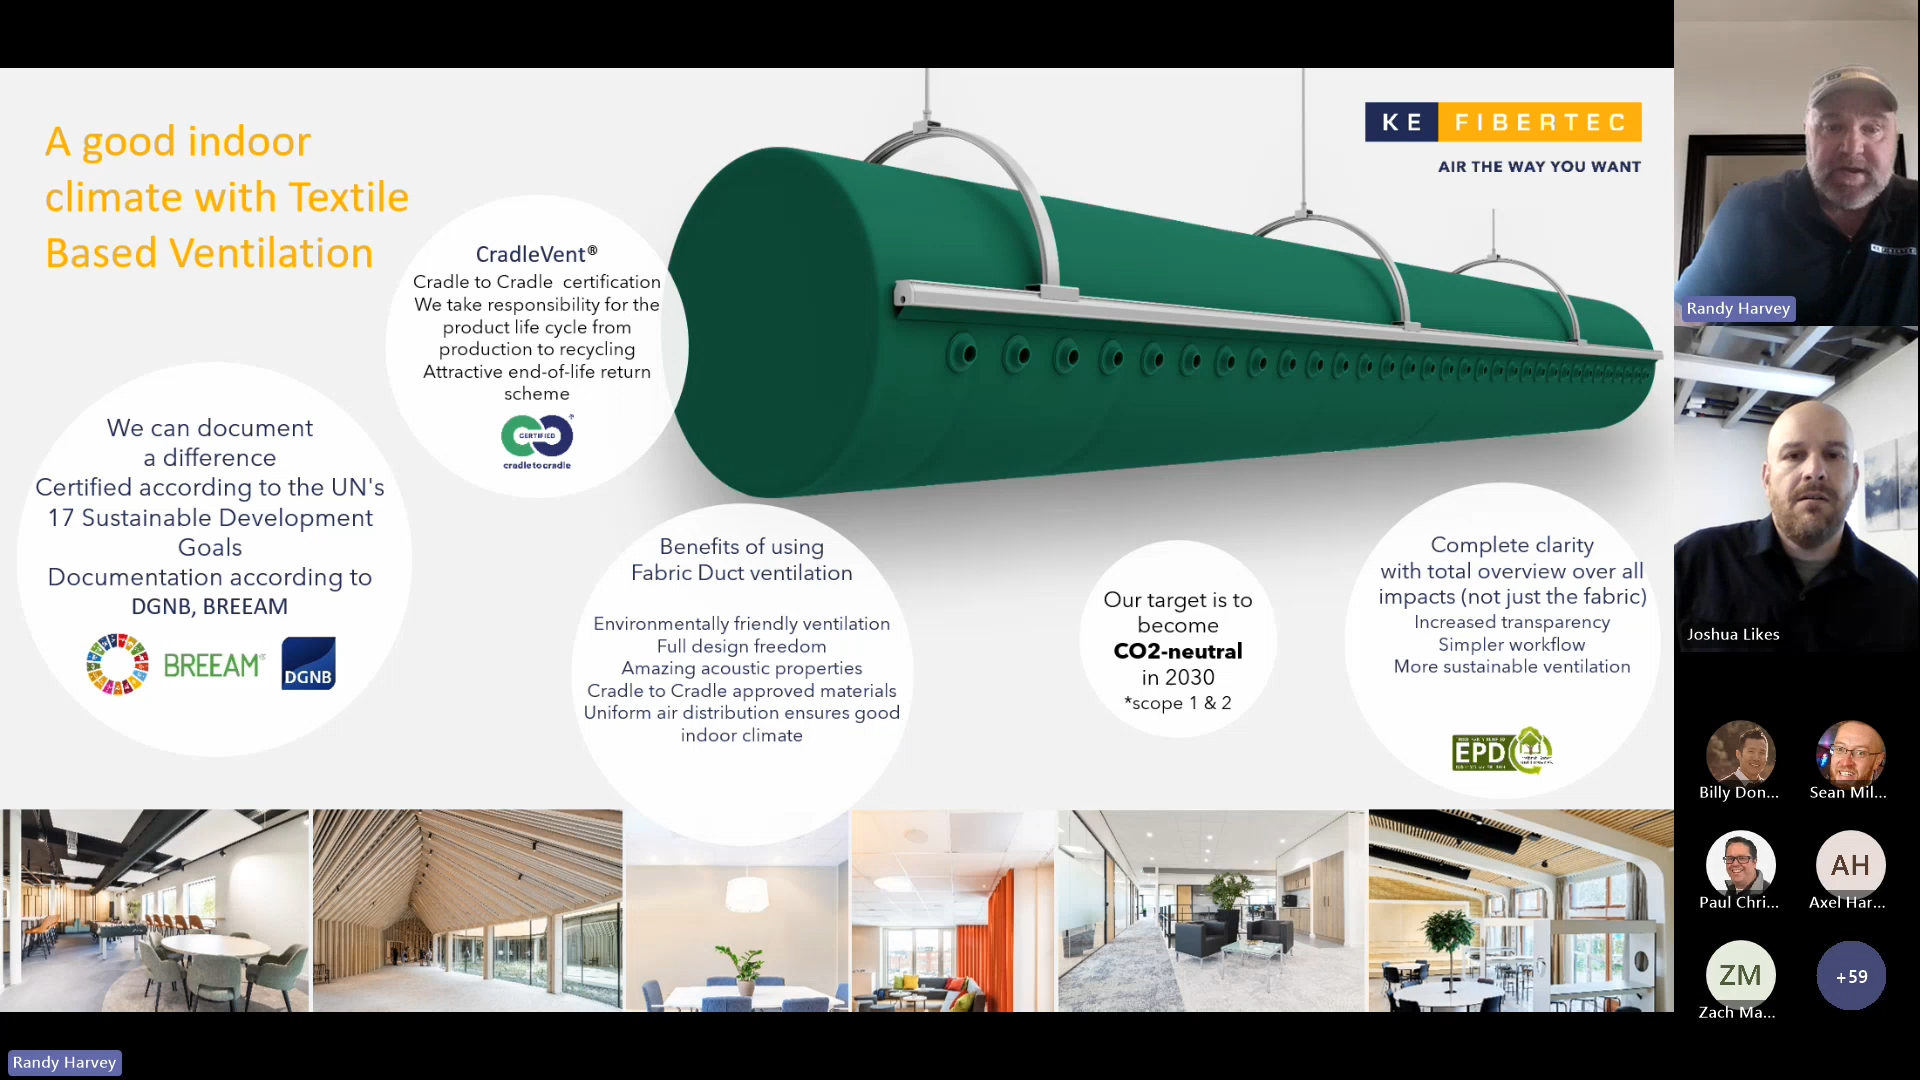 A good indoor
climate with Textile
Based Ventilation
KE FIBERTEC
AIR THE WAY YOU WANT
CradleVent®
Cradle to Cradle certification
We take responsibility for the
product life cycle from
production to recycling
Attractive end-of-life return
scheme
CERTIFIED
cradletocradle
We can document
a difference
Certified according to the UN's
17 Sustainable Development
Goals
Documentation according to
DGNB, BREEAM
BREEAM®
DGNB
Benefits of using
Fabric Duct ventilation
Environmentally friendly ventilation
Full design freedom
Amazing acoustic properties
Cradle to Cradle approved materials
Uniform air distribution ensures good
indoor climate
Our target is to
become
CO2-neutral
in 2030
*scope 1 & 2
Complete clarity
with total overview over all
impacts (not just the fabric)
Increased transparency
Simpler workflow
More sustainable ventilation
EPD
Randy Harvey
Joshua Likes
Billy Don...
Sean Mil...
Paul Chri...
AH
Axel Har...
ZM
Zach Ma...
+59
Randy Harvey